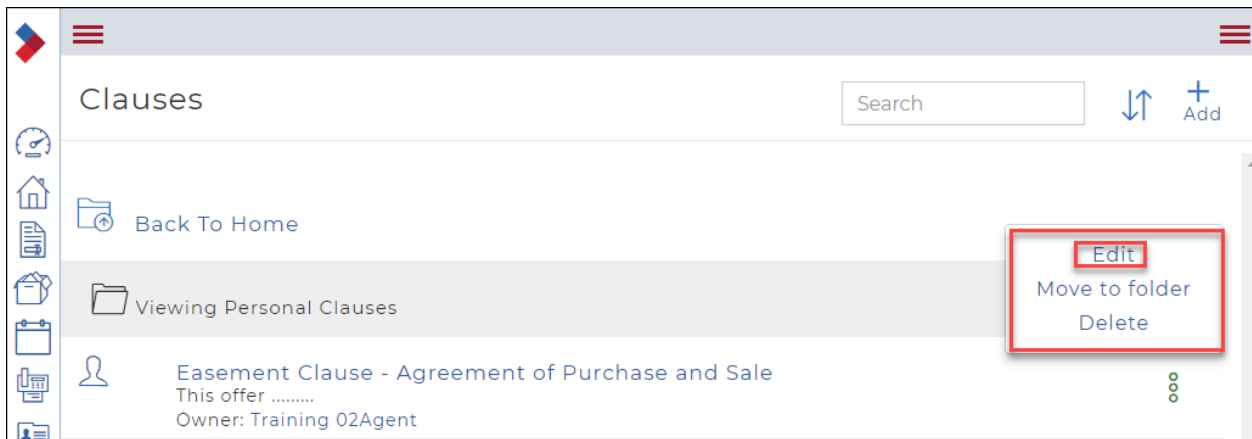 Clauses
Search
Add
Back To Home
Edit
Move to folder
Delete
Viewing Personal Clauses
Easement Clause - Agreement of Purchase and Sale
This offer .........
Owner: Training 02Agent